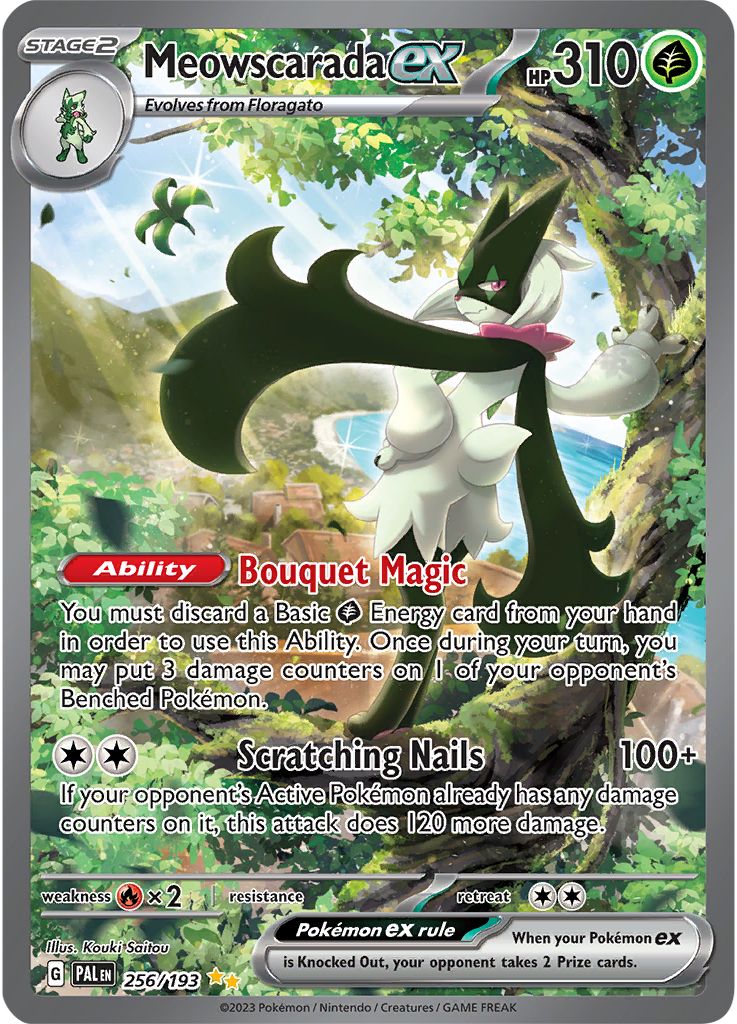 STAGE2 Meowscarada ex HP310
Evolves from Floragato
Ability Bouquet Magic
You must discard a Basic Energy card from your hand
in order to use this Ability. Once during your turn, you
may put 3 damage counters on 1 of your opponent's
Benched Pokémon.
Scratching Nails 100+
If your opponent's Active Pokémon already has any damage
counters on it, this attack does 120 more damage.
weakness ×2 resistance retreat
Pokémon ex rule When your Pokémon ex
is Knocked Out, your opponent takes 2 Prize cards.
Illus. Kouki Saitou
G PAL EN 256/193
©2023 Pokémon / Nintendo / Creatures / GAME FREAK